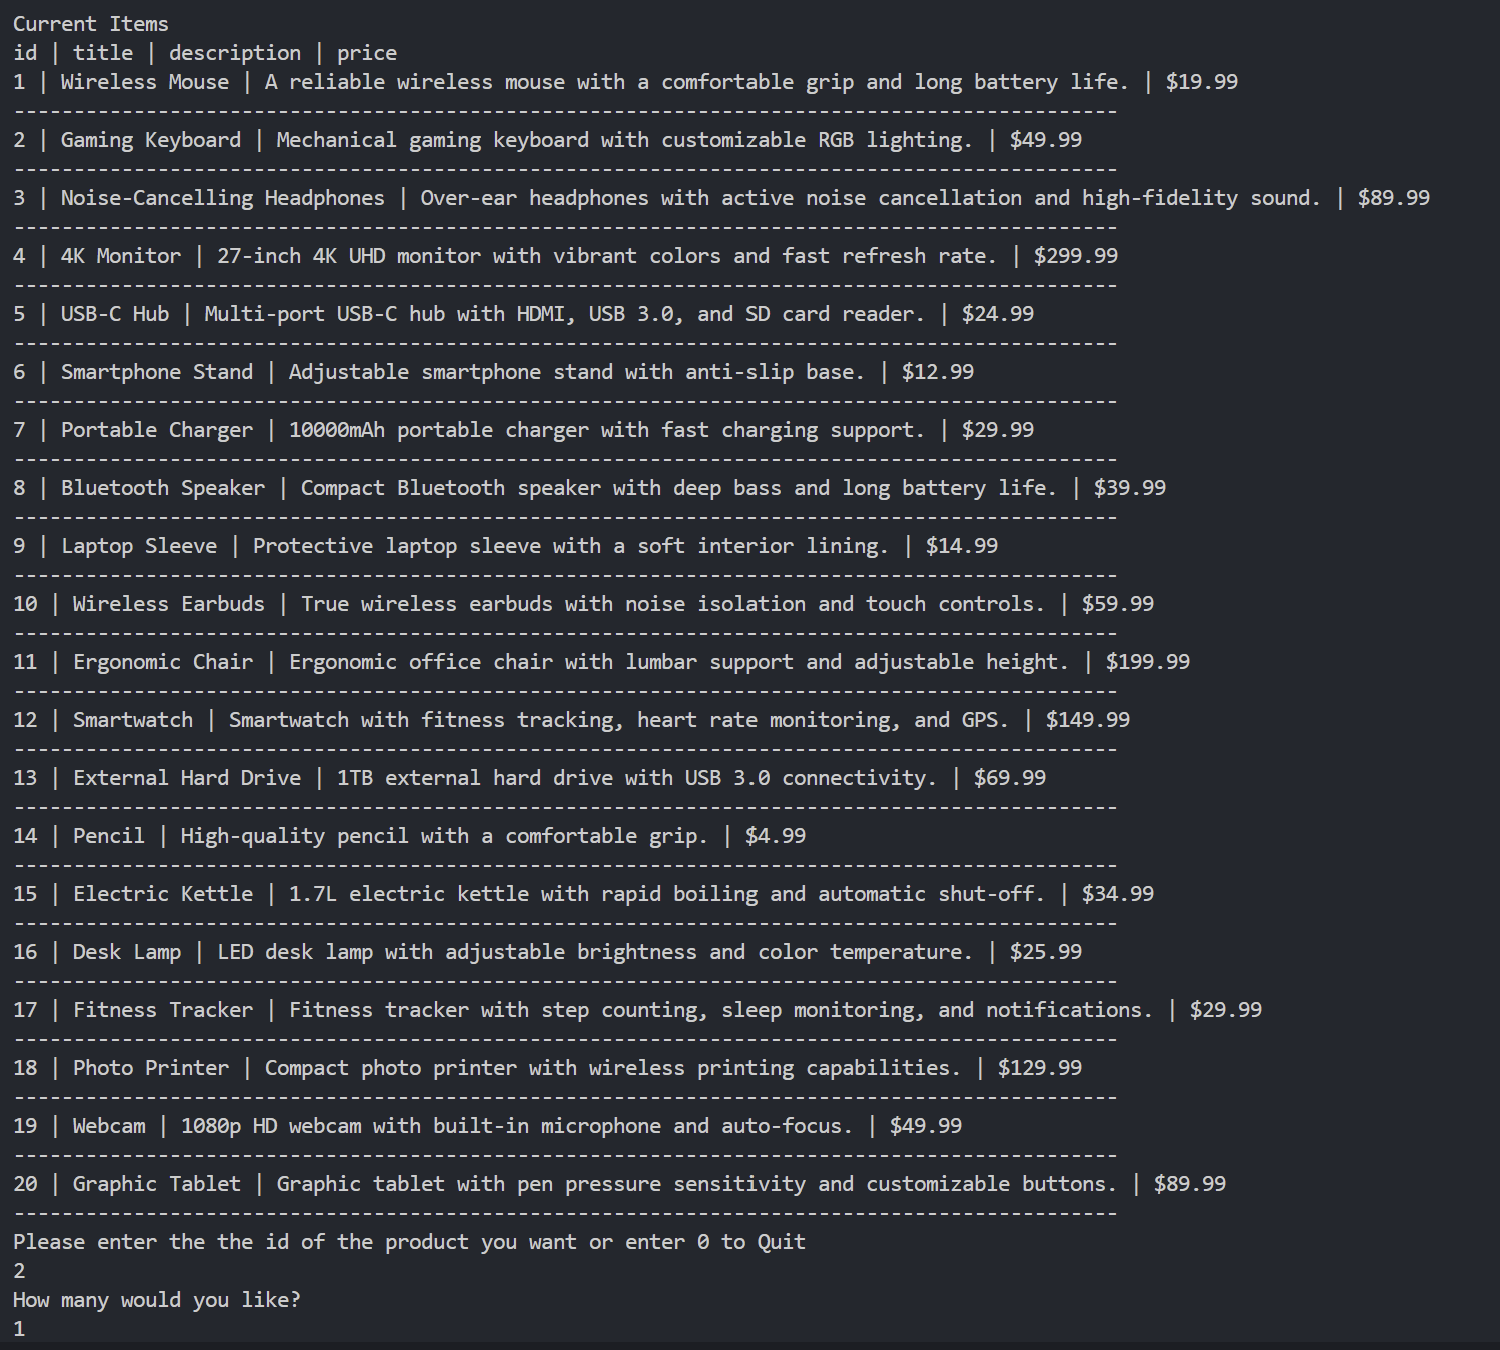 Current Items
id | title | description | price
1 | Wireless Mouse | A reliable wireless mouse with a comfortable grip and long battery life. | $19.99
--------------------------------------------------------------------------------------------
2 | Gaming Keyboard | Mechanical gaming keyboard with customizable RGB lighting. | $49.99
--------------------------------------------------------------------------------------------
3 | Noise-Cancelling Headphones | Over-ear headphones with active noise cancellation and high-fidelity sound. | $89.99
--------------------------------------------------------------------------------------------
4 | 4K Monitor | 27-inch 4K UHD monitor with vibrant colors and fast refresh rate. | $299.99
--------------------------------------------------------------------------------------------
5 | USB-C Hub | Multi-port USB-C hub with HDMI, USB 3.0, and SD card reader. | $24.99
--------------------------------------------------------------------------------------------
6 | Smartphone Stand | Adjustable smartphone stand with anti-slip base. | $12.99
--------------------------------------------------------------------------------------------
7 | Portable Charger | 10000mAh portable charger with fast charging support. | $29.99
--------------------------------------------------------------------------------------------
8 | Bluetooth Speaker | Compact Bluetooth speaker with deep bass and long battery life. | $39.99
--------------------------------------------------------------------------------------------
9 | Laptop Sleeve | Protective laptop sleeve with a soft interior lining. | $14.99
--------------------------------------------------------------------------------------------
10 | Wireless Earbuds | True wireless earbuds with noise isolation and touch controls. | $59.99
--------------------------------------------------------------------------------------------
11 | Ergonomic Chair | Ergonomic office chair with lumbar support and adjustable height. | $199.99
--------------------------------------------------------------------------------------------
12 | Smartwatch | Smartwatch with fitness tracking, heart rate monitoring, and GPS. | $149.99
--------------------------------------------------------------------------------------------
13 | External Hard Drive | 1TB external hard drive with USB 3.0 connectivity. | $69.99
--------------------------------------------------------------------------------------------
14 | Pencil | High-quality pencil with a comfortable grip. | $4.99
--------------------------------------------------------------------------------------------
15 | Electric Kettle | 1.7L electric kettle with rapid boiling and automatic shut-off. | $34.99
--------------------------------------------------------------------------------------------
16 | Desk Lamp | LED desk lamp with adjustable brightness and color temperature. | $25.99
--------------------------------------------------------------------------------------------
17 | Fitness Tracker | Fitness tracker with step counting, sleep monitoring, and notifications. | $29.99
--------------------------------------------------------------------------------------------
18 | Photo Printer | Compact photo printer with wireless printing capabilities. | $129.99
--------------------------------------------------------------------------------------------
19 | Webcam | 1080p HD webcam with built-in microphone and auto-focus. | $49.99
--------------------------------------------------------------------------------------------
20 | Graphic Tablet | Graphic tablet with pen pressure sensitivity and customizable buttons. | $89.99
--------------------------------------------------------------------------------------------
Please enter the the id of the product you want or enter 0 to Quit
2
How many would you like?
1